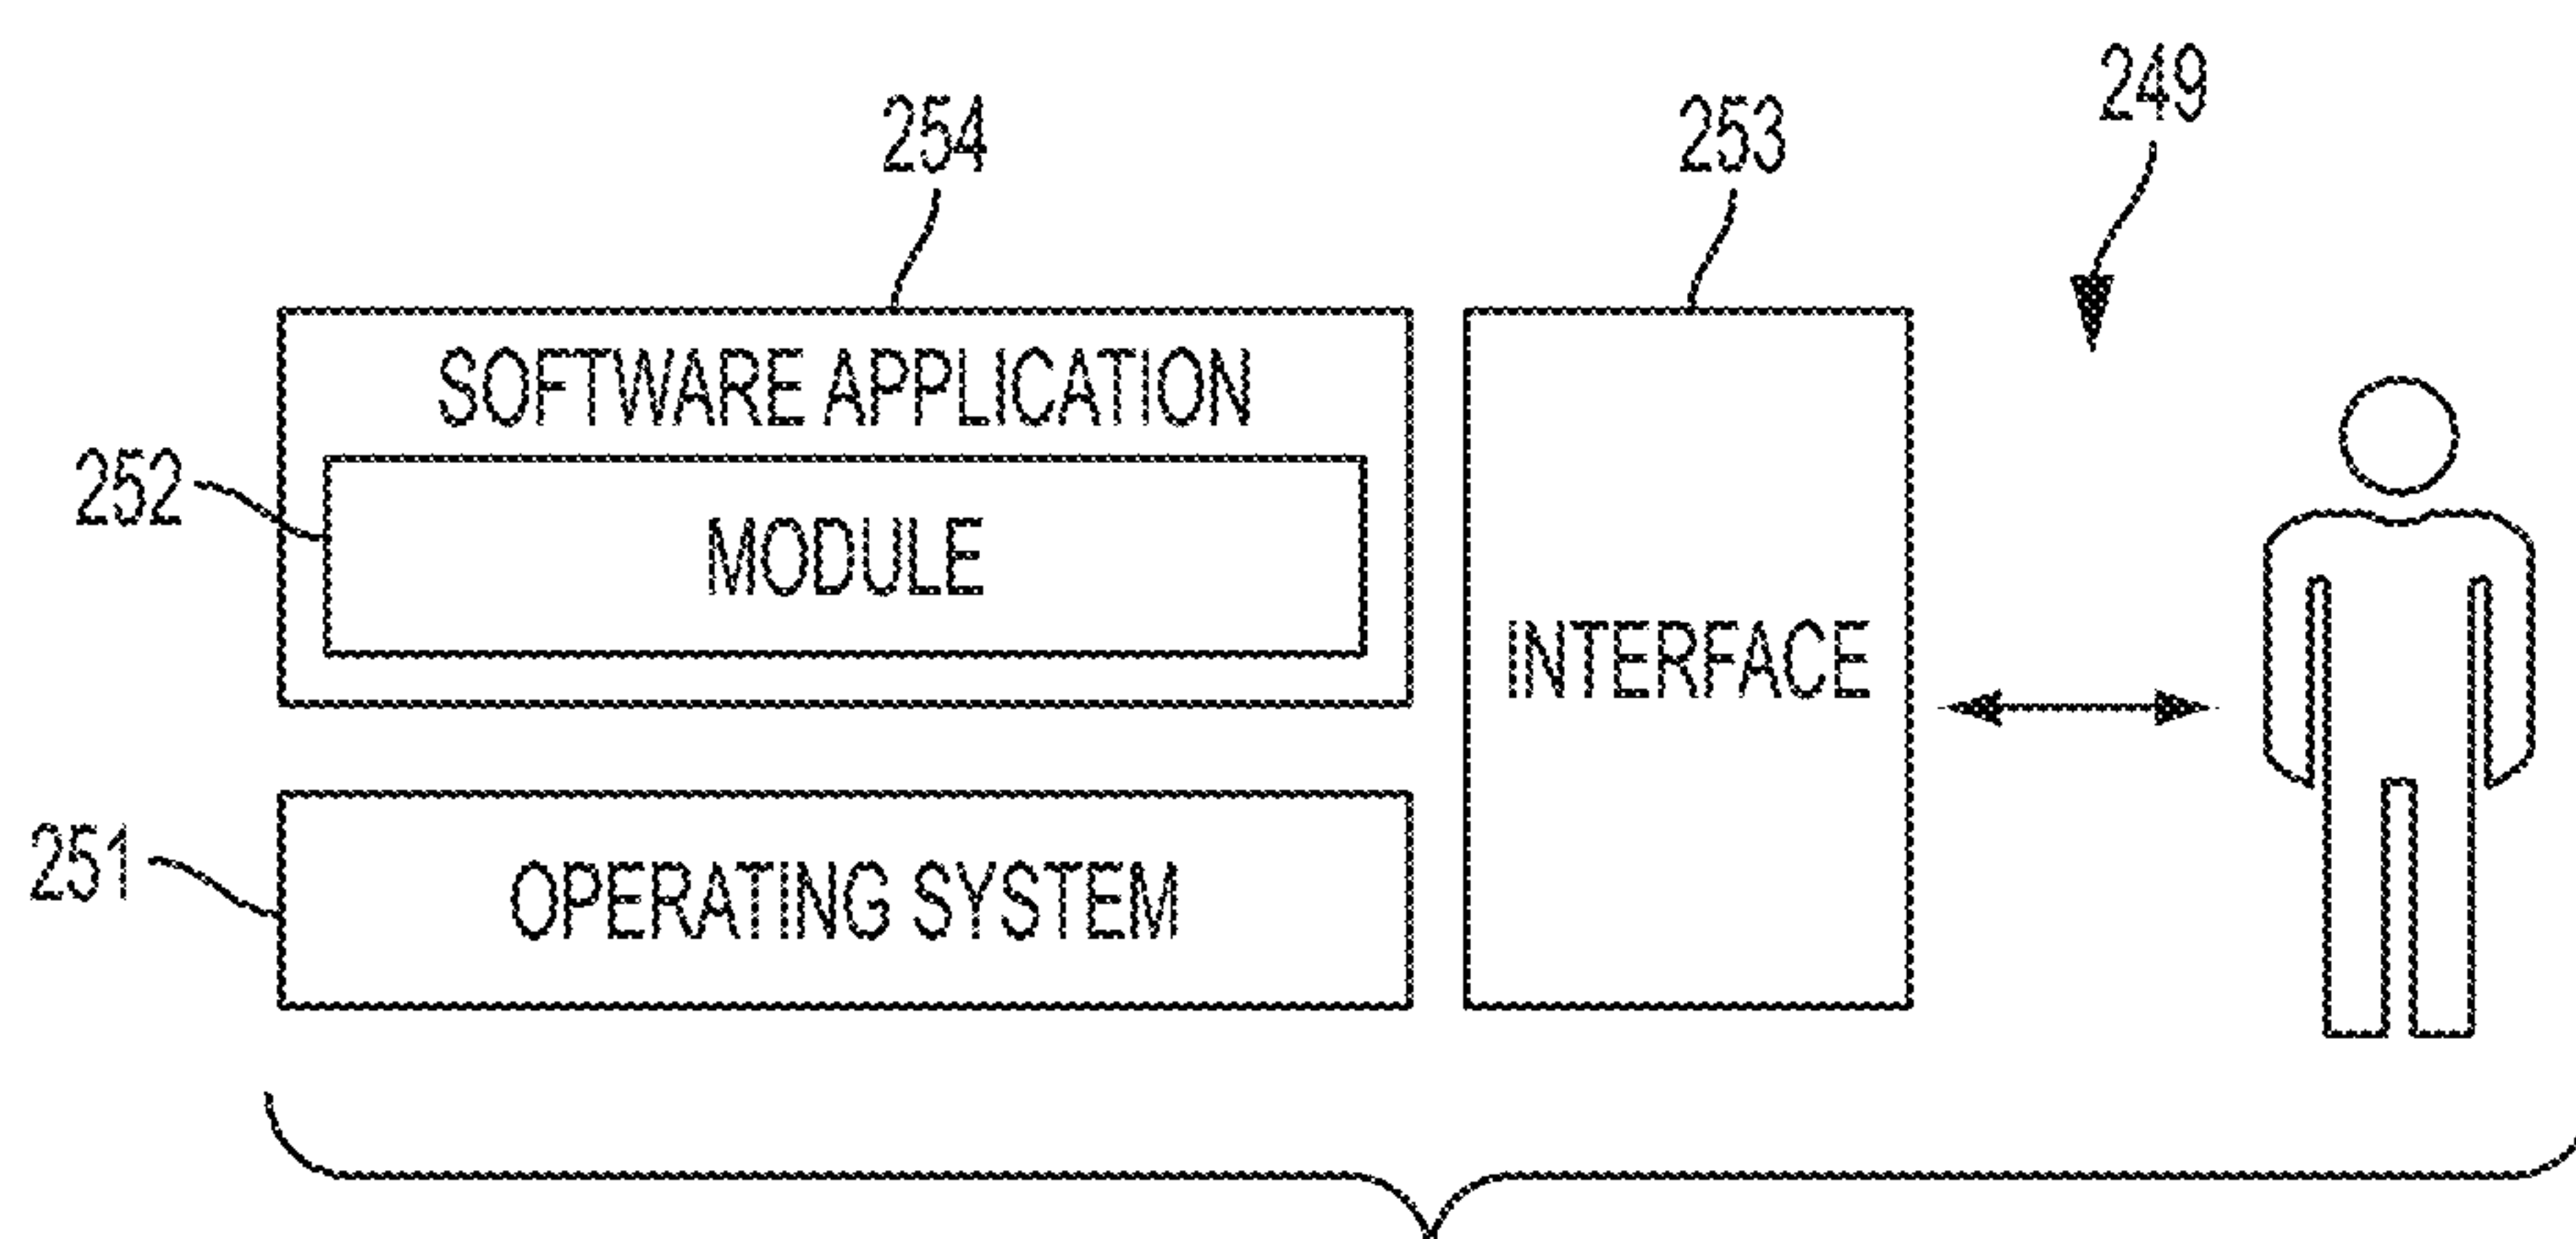 249
254
253
SOFTWARE APPLICATION
252
MODULE
INTERFACE
251
OPERATING SYSTEM